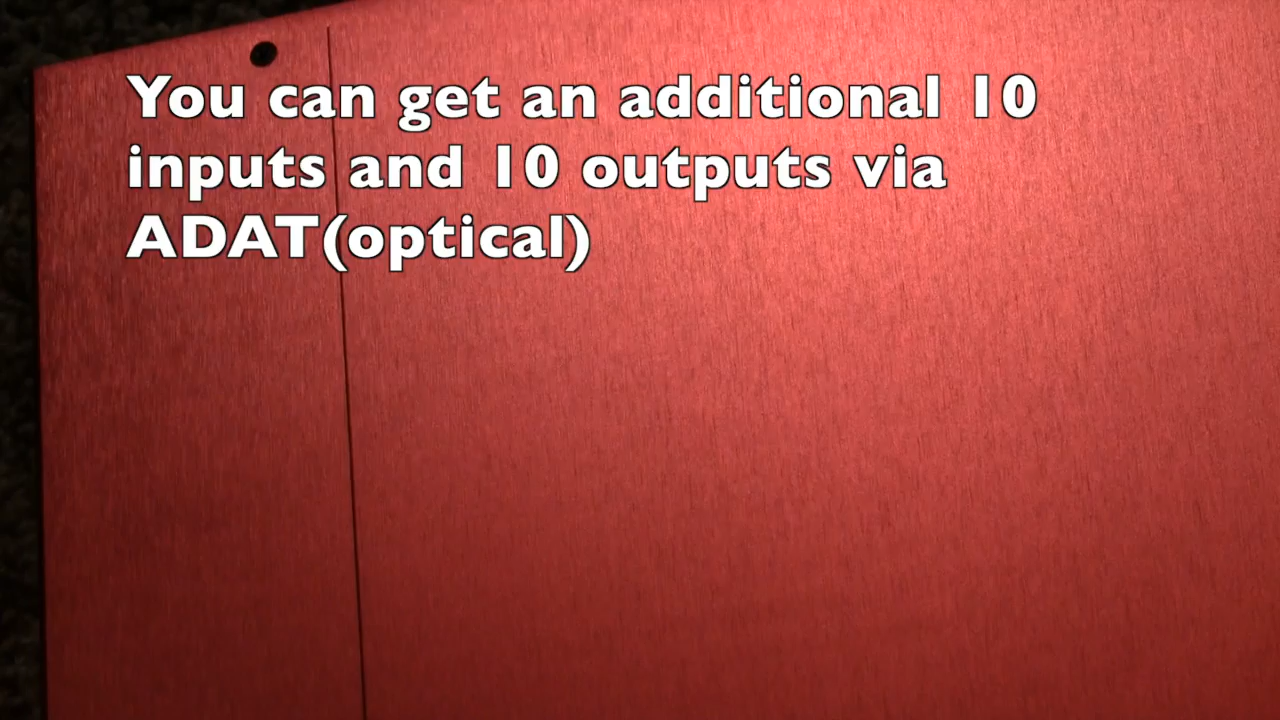 You can get an additional 10
inputs and 10 outputs via
ADAT(optical)